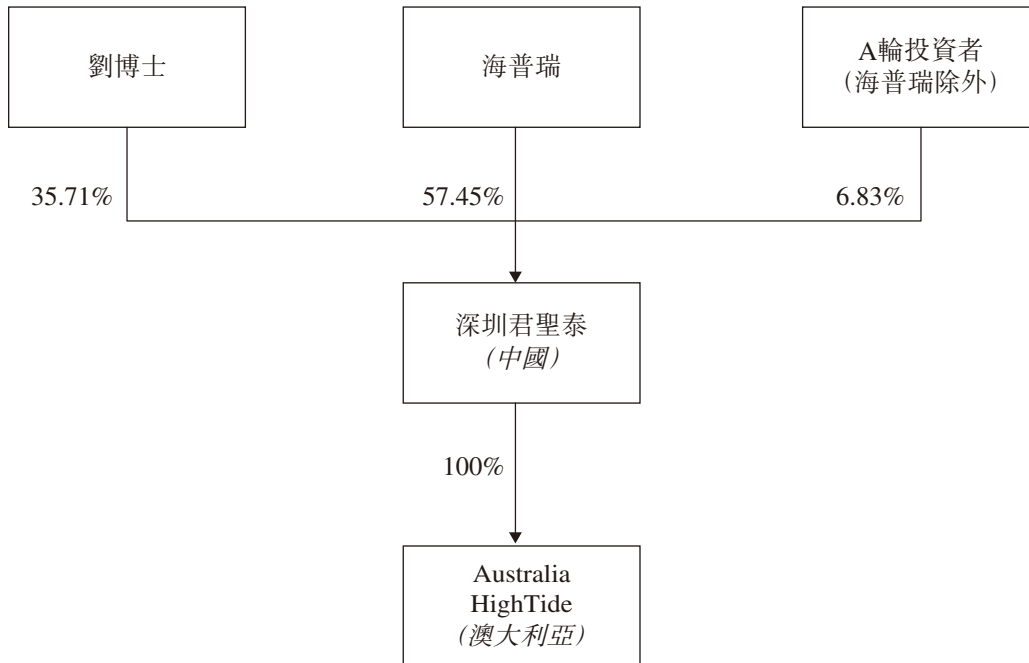 劉博士
海普瑞
A輪投資者
（海普瑞除外）
35.71%
57.45%
6.83%
深圳君聖泰
（中國）
100%
Australia
HighTide
（澳大利亞）